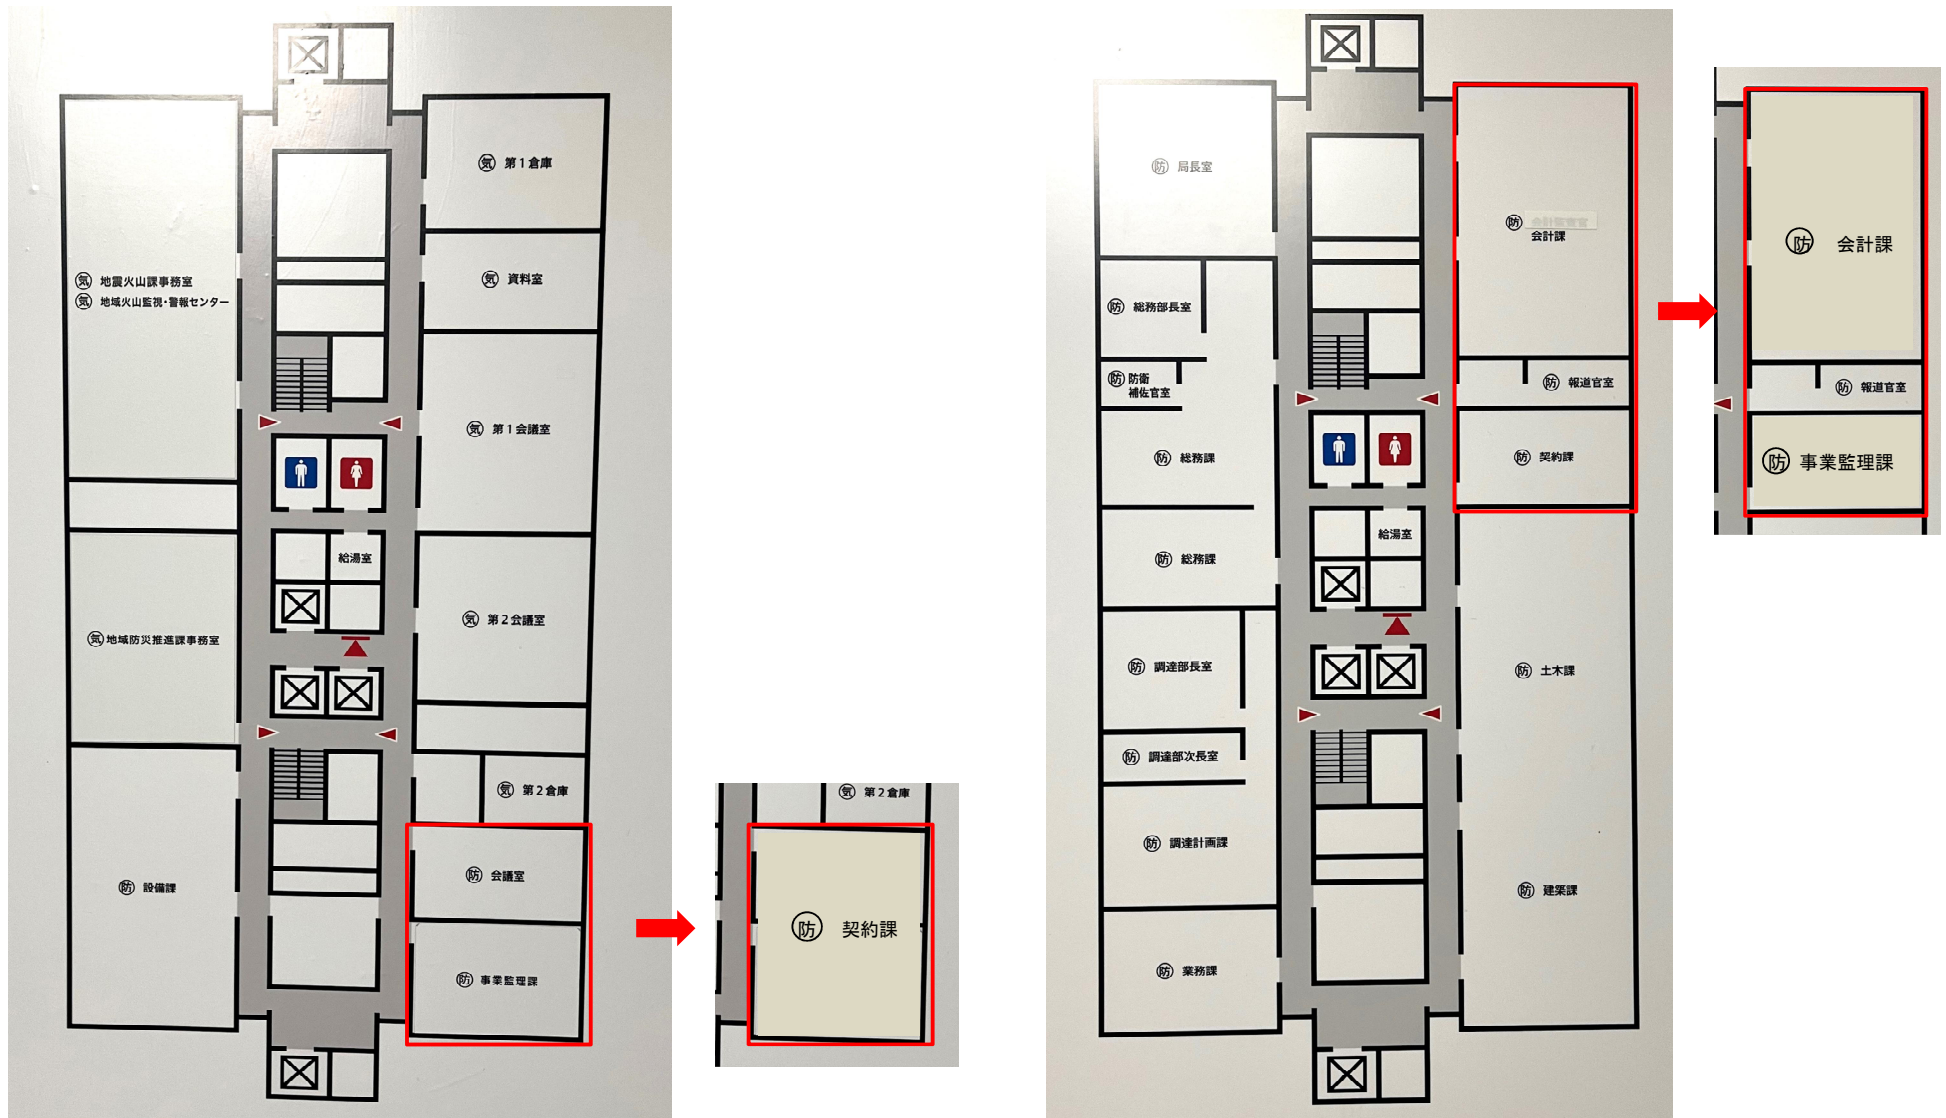 気 第1倉庫
気 資料室
気 地震火山課事務室
気 地域火山監視・警報センター
気 第1会議室
給湯室
気 第2会議室
気 地域防災推進課事務室
気 第2倉庫
防 会議室
防 設備課
防 事業監理課
気 第2倉庫
防 契約課
防 局長室
防 会計課
防 総務部長室
防 防衛
補佐官室
防 報道官室
防 総務課
防 契約課
給湯室
防 総務課
防 調達部長室
防 土木課
防 調達部次長室
防 調達計画課
防 建築課
防 業務課
防 会計課
防 報道官室
防 事業監理課